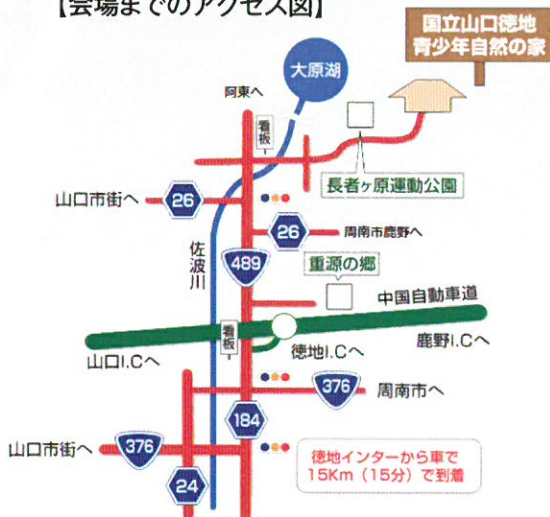 【会場までのアクセス図】
国立山口徳地
青少年自然の家
大原湖
阿東へ
看板
長者ヶ原運動公園
山口市街へ
26
26
周南市鹿野へ
佐波川
489
重源の郷
中国自動車道
看板
山口I.Cへ
徳地I.Cへ
鹿野I.Cへ
376
周南市へ
184
山口市街へ
376
24
徳地インターから車で
15Km（15分）で到着